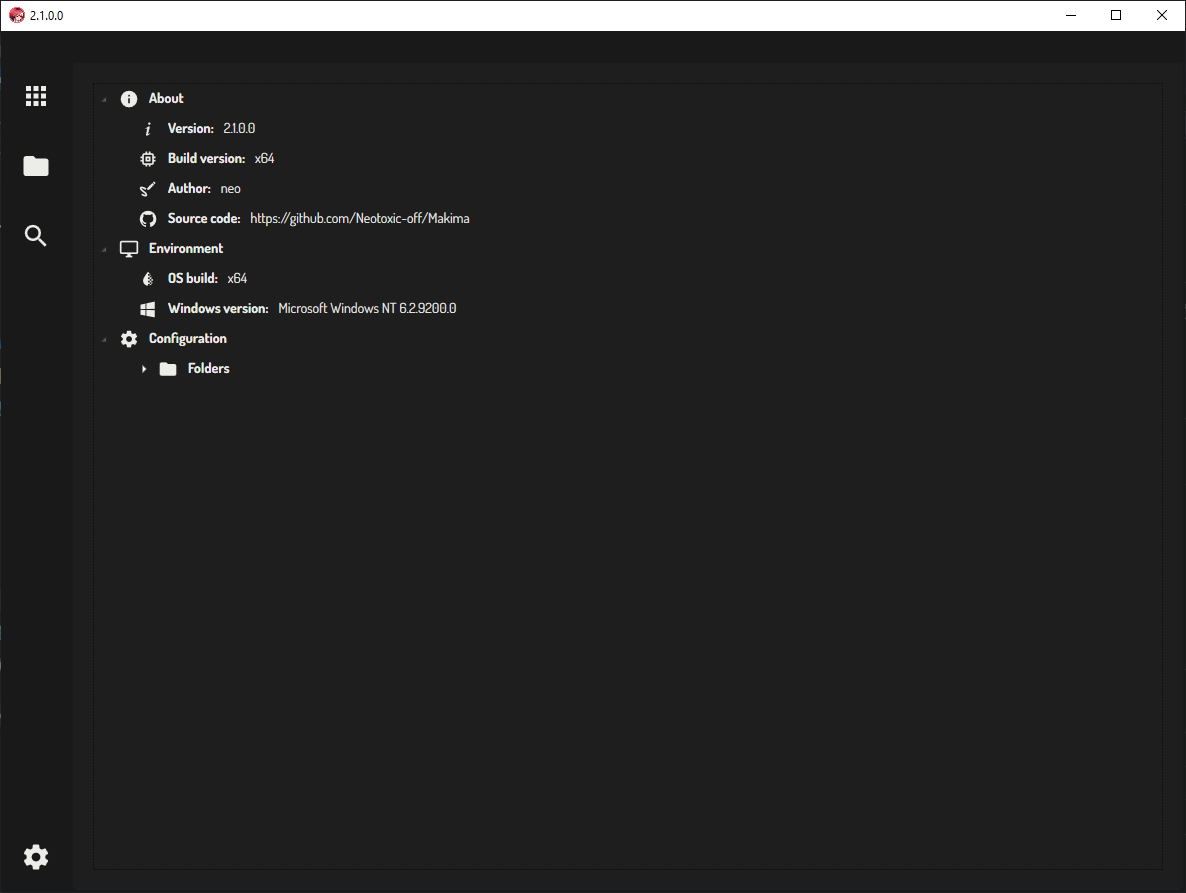 2.1.0.0
About
Version: 2.1.0.0
Build version: x64
Author: neo
Source code: https://github.com/Neotoxic-off/Makima
Environment
OS build: x64
Windows version: Microsoft Windows NT 6.2.9200.0
Configuration
Folders